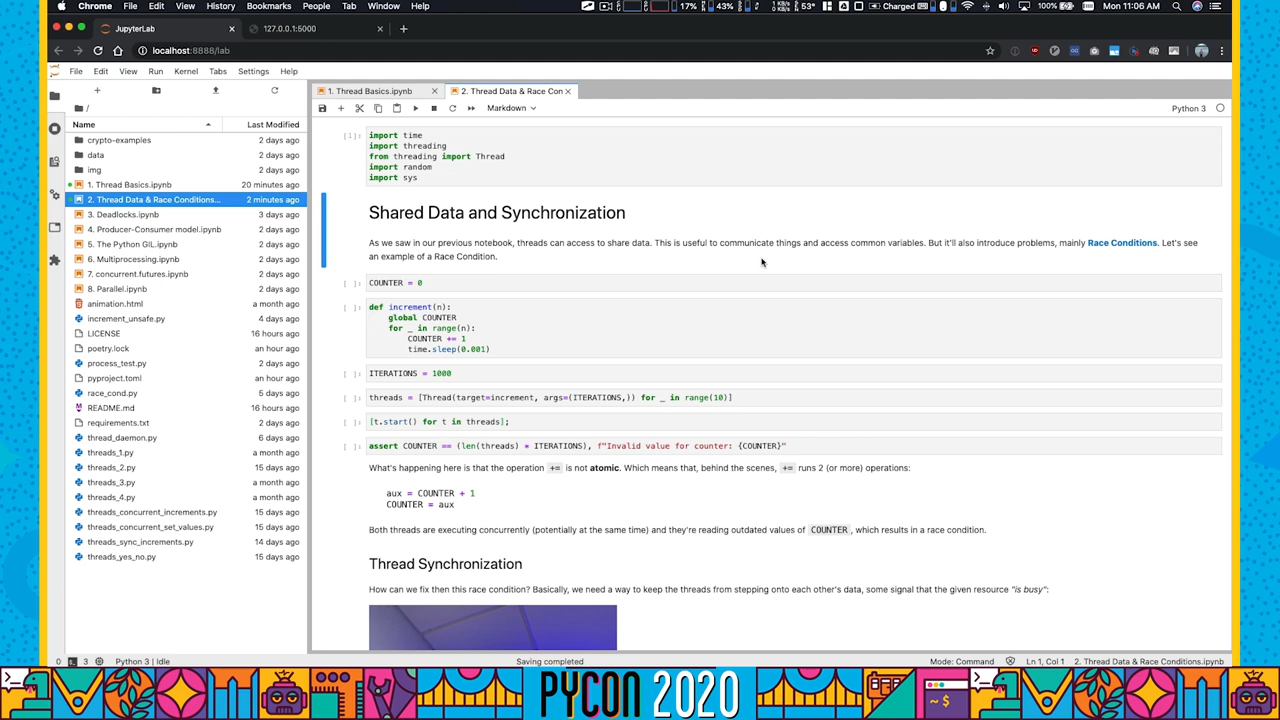 Chrome File Edit View History Bookmarks People Tab Window Help
17% 43% 53° Charged 100% Mon 11:06 AM
JupyterLab
127.0.0.1:5000
localhost:8888/lab
File Edit View Run Kernel Tabs Settings Help
1. Thread Basics.ipynb
2. Thread Data & Race Con
Markdown
Python 3
/
Name Last Modified
crypto-examples 2 days ago
data 2 days ago
img 2 days ago
1. Thread Basics.ipynb 20 minutes ago
2. Thread Data & Race Conditions... 2 minutes ago
3. Deadlocks.ipynb 3 days ago
4. Producer-Consumer model.ipynb 2 days ago
5. The Python GIL.ipynb 2 days ago
6. Multiprocessing.ipynb 2 days ago
7. concurrent.futures.ipynb 2 days ago
8. Parallel.ipynb 2 days ago
animation.html a month ago
increment_unsafe.py 4 days ago
LICENSE 16 hours ago
poetry.lock an hour ago
process_test.py 2 days ago
pyproject.toml an hour ago
race_cond.py 5 days ago
README.md 16 hours ago
requirements.txt 2 days ago
thread_daemon.py 6 days ago
threads_1.py a month ago
threads_2.py 15 days ago
threads_3.py a month ago
threads_4.py a month ago
threads_concurrent_increments.py 15 days ago
threads_concurrent_set_values.py 15 days ago
threads_sync_increments.py 14 days ago
threads_yes_no.py 15 days ago
[1]: import time
import threading
from threading import Thread
import random
import sys
Shared Data and Synchronization
As we saw in our previous notebook, threads can access to share data. This is useful to communicate things and access common variables. But it'll also introduce problems, mainly Race Conditions. Let's see
an example of a Race Condition.
[ ]: COUNTER = 0
[ ]: def increment(n):
global COUNTER
for _ in range(n):
COUNTER += 1
time.sleep(0.001)
[ ]: ITERATIONS = 1000
[ ]: threads = [Thread(target=increment, args=(ITERATIONS,)) for _ in range(10)]
[ ]: [t.start() for t in threads];
[ ]: assert COUNTER == (len(threads) * ITERATIONS), f"Invalid value for counter: {COUNTER}"
What's happening here is that the operation += is not atomic. Which means that, behind the scenes, += runs 2 (or more) operations:
aux = COUNTER + 1
COUNTER = aux
Both threads are executing concurrently (potentially at the same time) and they're reading outdated values of COUNTER, which results in a race condition.
Thread Synchronization
How can we fix then this race condition? Basically, we need a way to keep the threads from stepping onto each other's data, some signal that the given resource "is busy":
0 3 Python 3 | Idle Saving completed Mode: Command Ln 1, Col 1 2. Thread Data & Race Conditions.ipynb
PYCON 2020
~ $